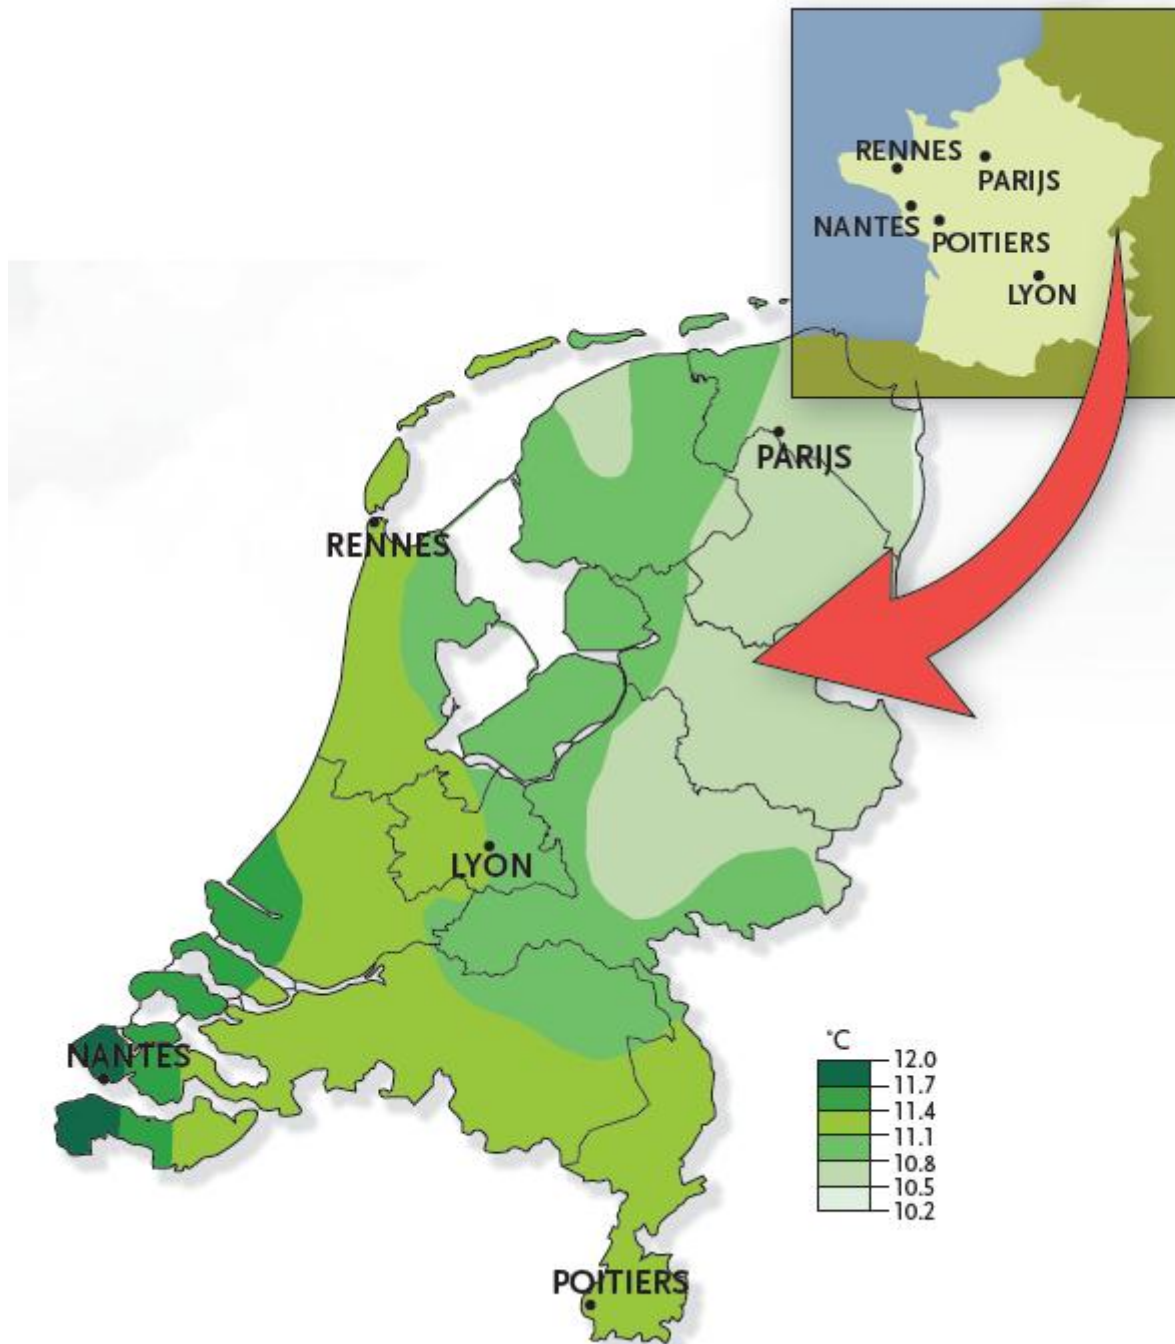 RENNES
PARIJS
NANTES
POITIERS
LYON
PARIJS
RENNES
LYON
NANTES
POITIERS
°C
12.0
11.7
11.4
11.1
10.8
10.5
10.2